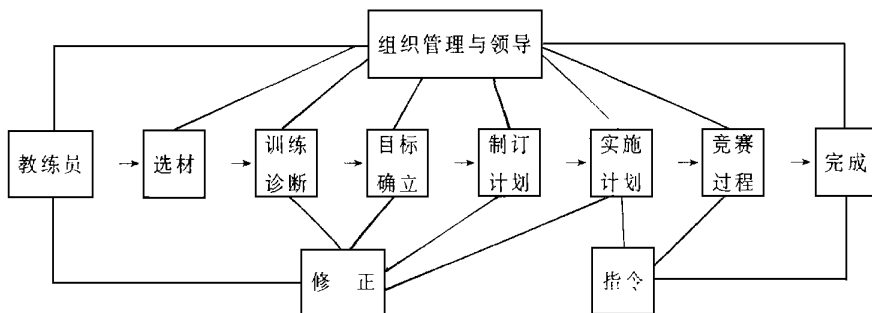 组织管理与领导
教练员
选材
训练
诊断
目标
确立
制订
计划
实施
计划
竞赛
过程
完成
修 正
指令